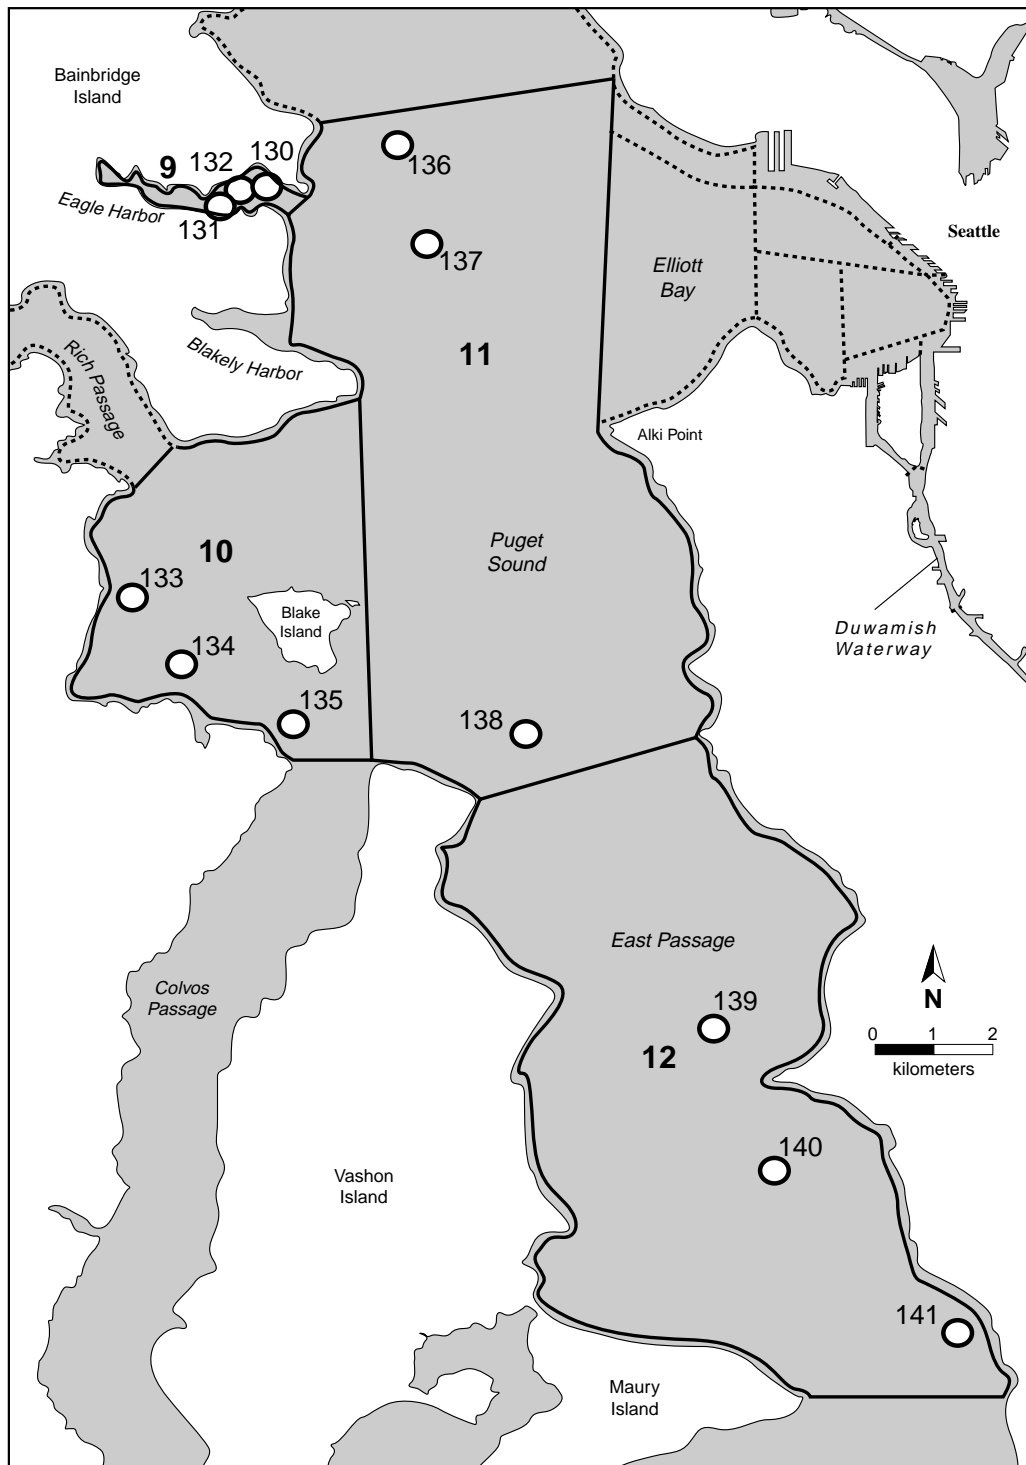 Bainbridge
Island
130
9
132
136
Eagle Harbor
131
Seattle
137
Elliott
Bay
Rich Passage
Blakely Harbor
11
Alki Point
Puget
Sound
10
133
Blake
Island
Duwamish
Waterway
134
135
138
East Passage
Colvos
Passage
139
N
0 1 2
kilometers
12
140
Vashon
Island
141
Maury
Island